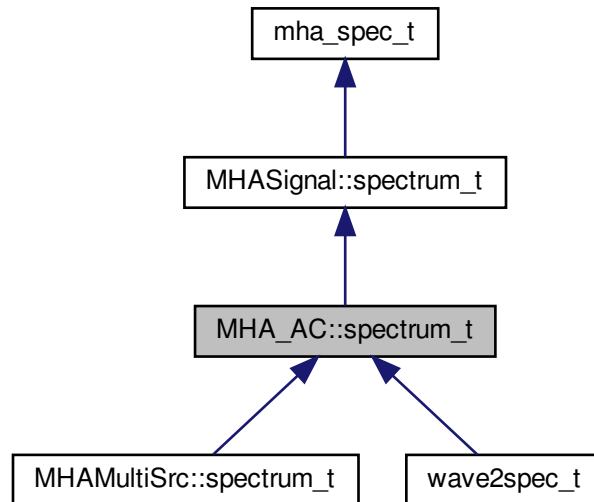 mha_spec_t
MHASignal::spectrum_t
MHA_AC::spectrum_t
MHAMultiSrc::spectrum_t
wave2spec_t